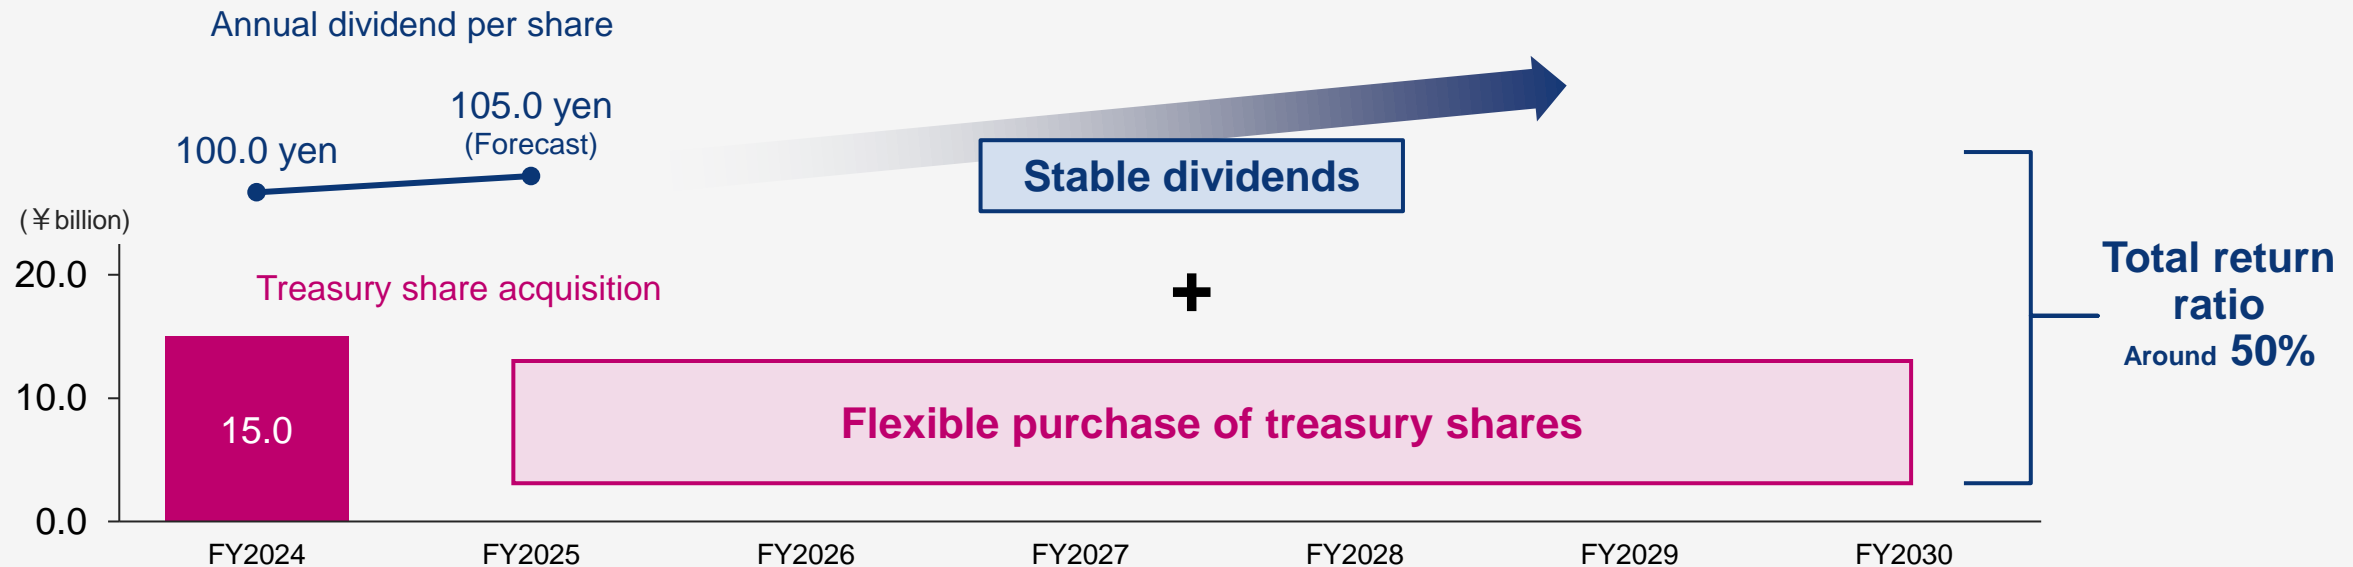 Annual dividend per share
100.0 yen
105.0 yen
(Forecast)
Stable dividends
(￥billion)
20.0
10.0
0.0
Treasury share acquisition
+
15.0
Flexible purchase of treasury shares
Total return
ratio
Around 50%
FY2024
FY2025
FY2026
FY2027
FY2028
FY2029
FY2030